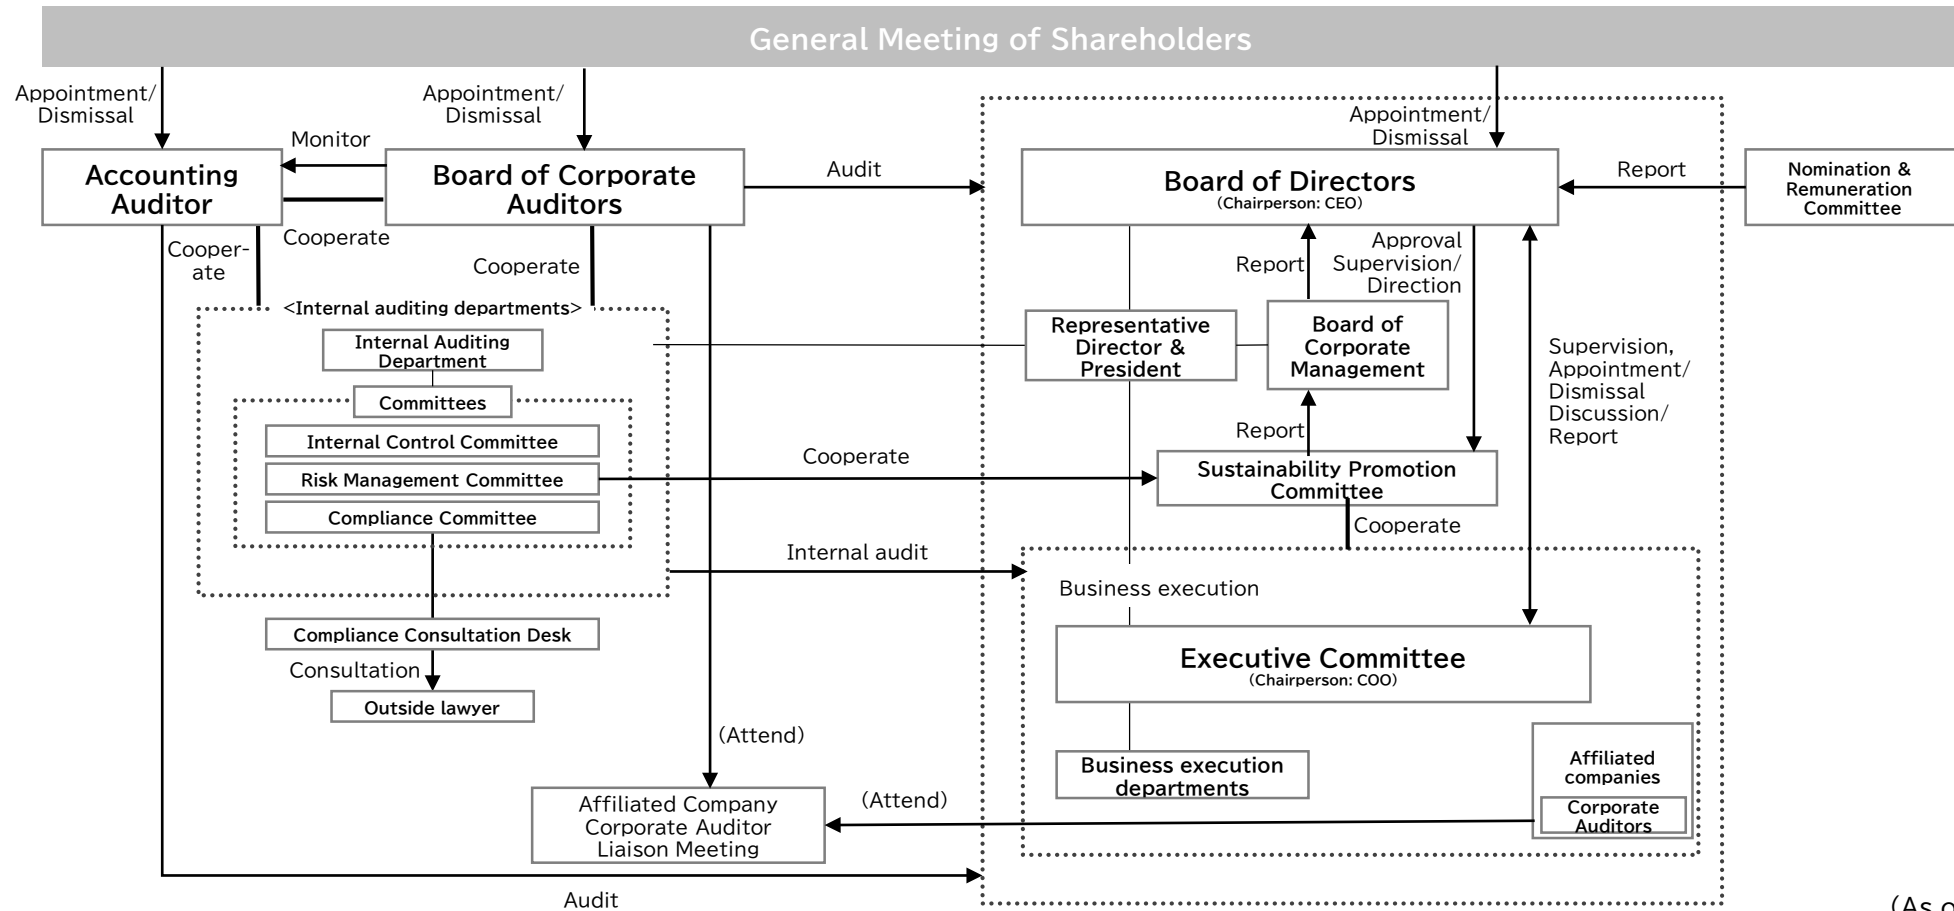 General Meeting of Shareholders
Appointment/
Dismissal
Appointment/
Dismissal
Appointment/
Dismissal
Monitor
Accounting
Auditor
Board of Corporate
Auditors
Audit
Board of Directors
(Chairperson: CEO)
Report
Nomination &
Remuneration
Committee
Cooper-
ate
Cooperate
Cooperate
Report
Approval
Supervision/
Direction
<Internal auditing departments>
Internal Auditing
Department
Committees
Internal Control Committee
Risk Management Committee
Compliance Committee
Representative
Director &
President
Board of
Corporate
Management
Supervision,
Appointment/
Dismissal
Discussion/
Report
Report
Cooperate
Sustainability Promotion
Committee
Cooperate
Internal audit
Business execution
Compliance Consultation Desk
Consultation
Outside lawyer
Executive Committee
(Chairperson: COO)
(Attend)
Business execution
departments
Affiliated
companies
Corporate
Auditors
(Attend)
Affiliated Company
Corporate Auditor
Liaison Meeting
Audit
(As o